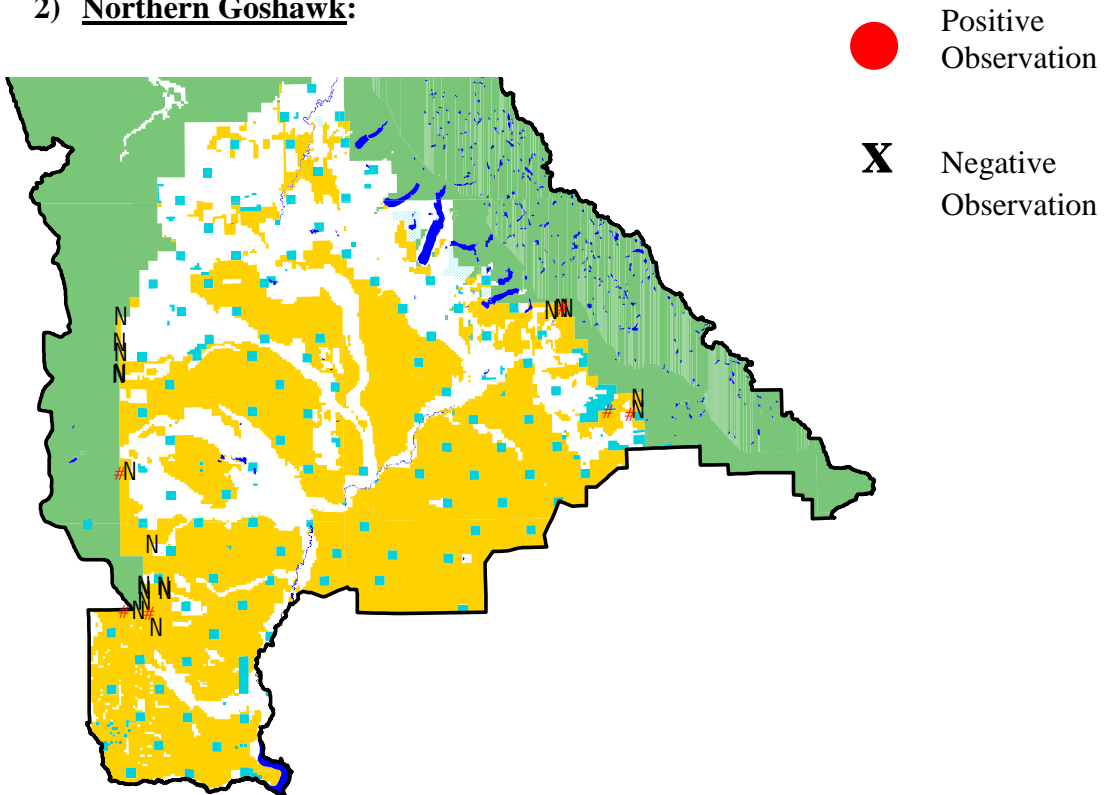 2) Northern Goshawk:
Positive
Observation
X Negative
Observation
N
N
N
N
#N
N
N N
N
# N #
N
N#N
N
# # N